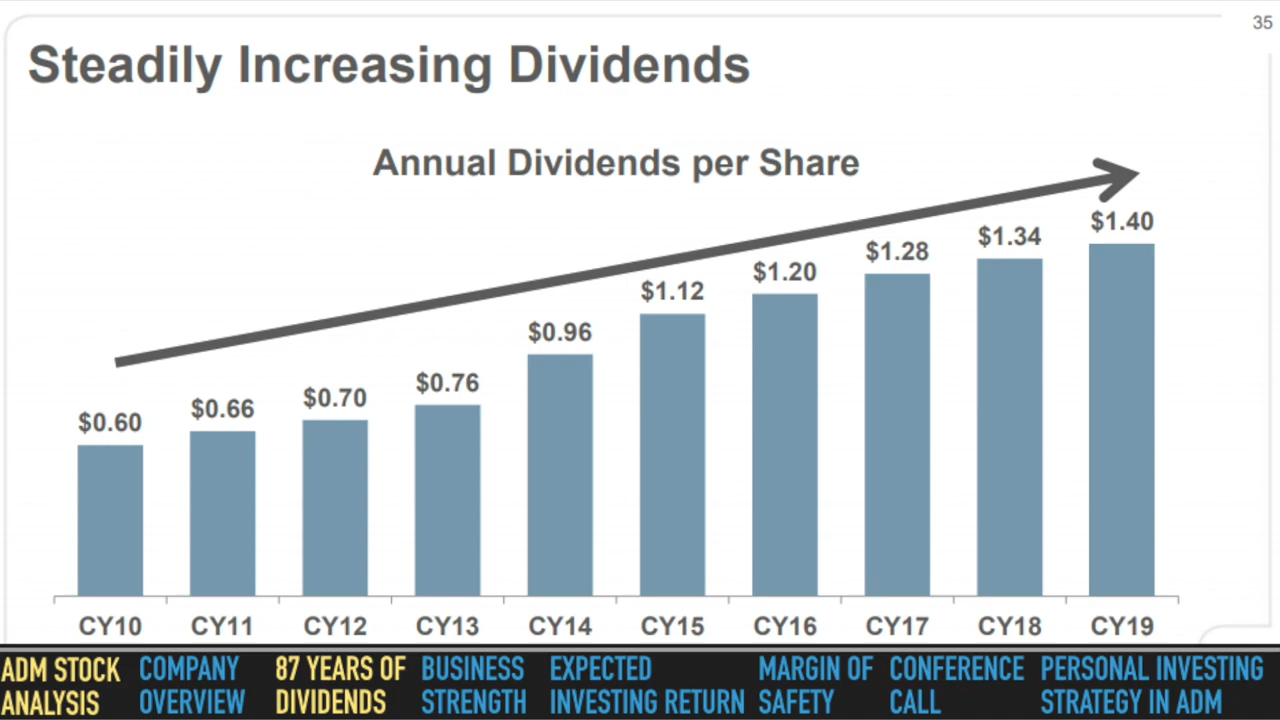 35
Steadily Increasing Dividends
Annual Dividends per Share
$0.60
$0.66
$0.70
$0.76
$0.96
$1.12
$1.20
$1.28
$1.34
$1.40
CY10 CY11 CY12 CY13 CY14 CY15 CY16 CY17 CY18 CY19
ADM STOCK
ANALYSIS
COMPANY
OVERVIEW
87 YEARS OF
DIVIDENDS
BUSINESS
STRENGTH
EXPECTED
INVESTING RETURN
MARGIN OF
SAFETY
CONFERENCE
CALL
PERSONAL INVESTING
STRATEGY IN ADM